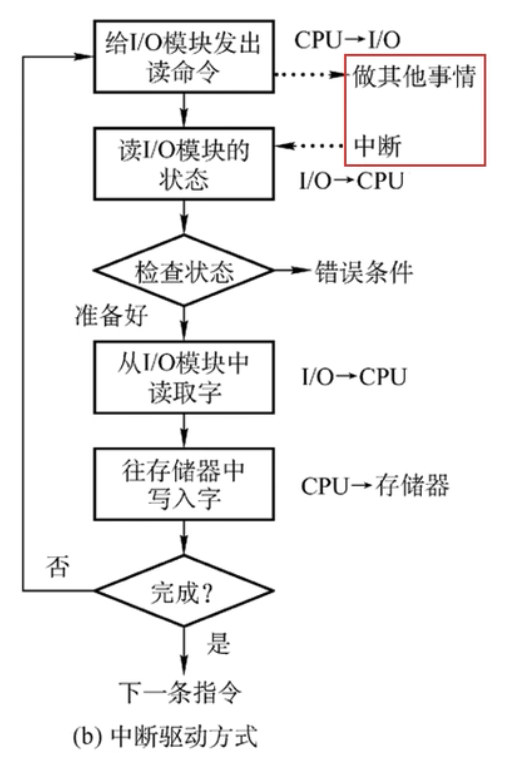 给I/O模块发出
读命令
CPU→I/O
做其他事情
中断
读I/O模块的
状态
I/O→CPU
检查状态
错误条件
准备好
从I/O模块中
读取字
I/O→CPU
往存储器中
写入字
CPU→存储器
否
完成?
是
下一条指令
(b) 中断驱动方式